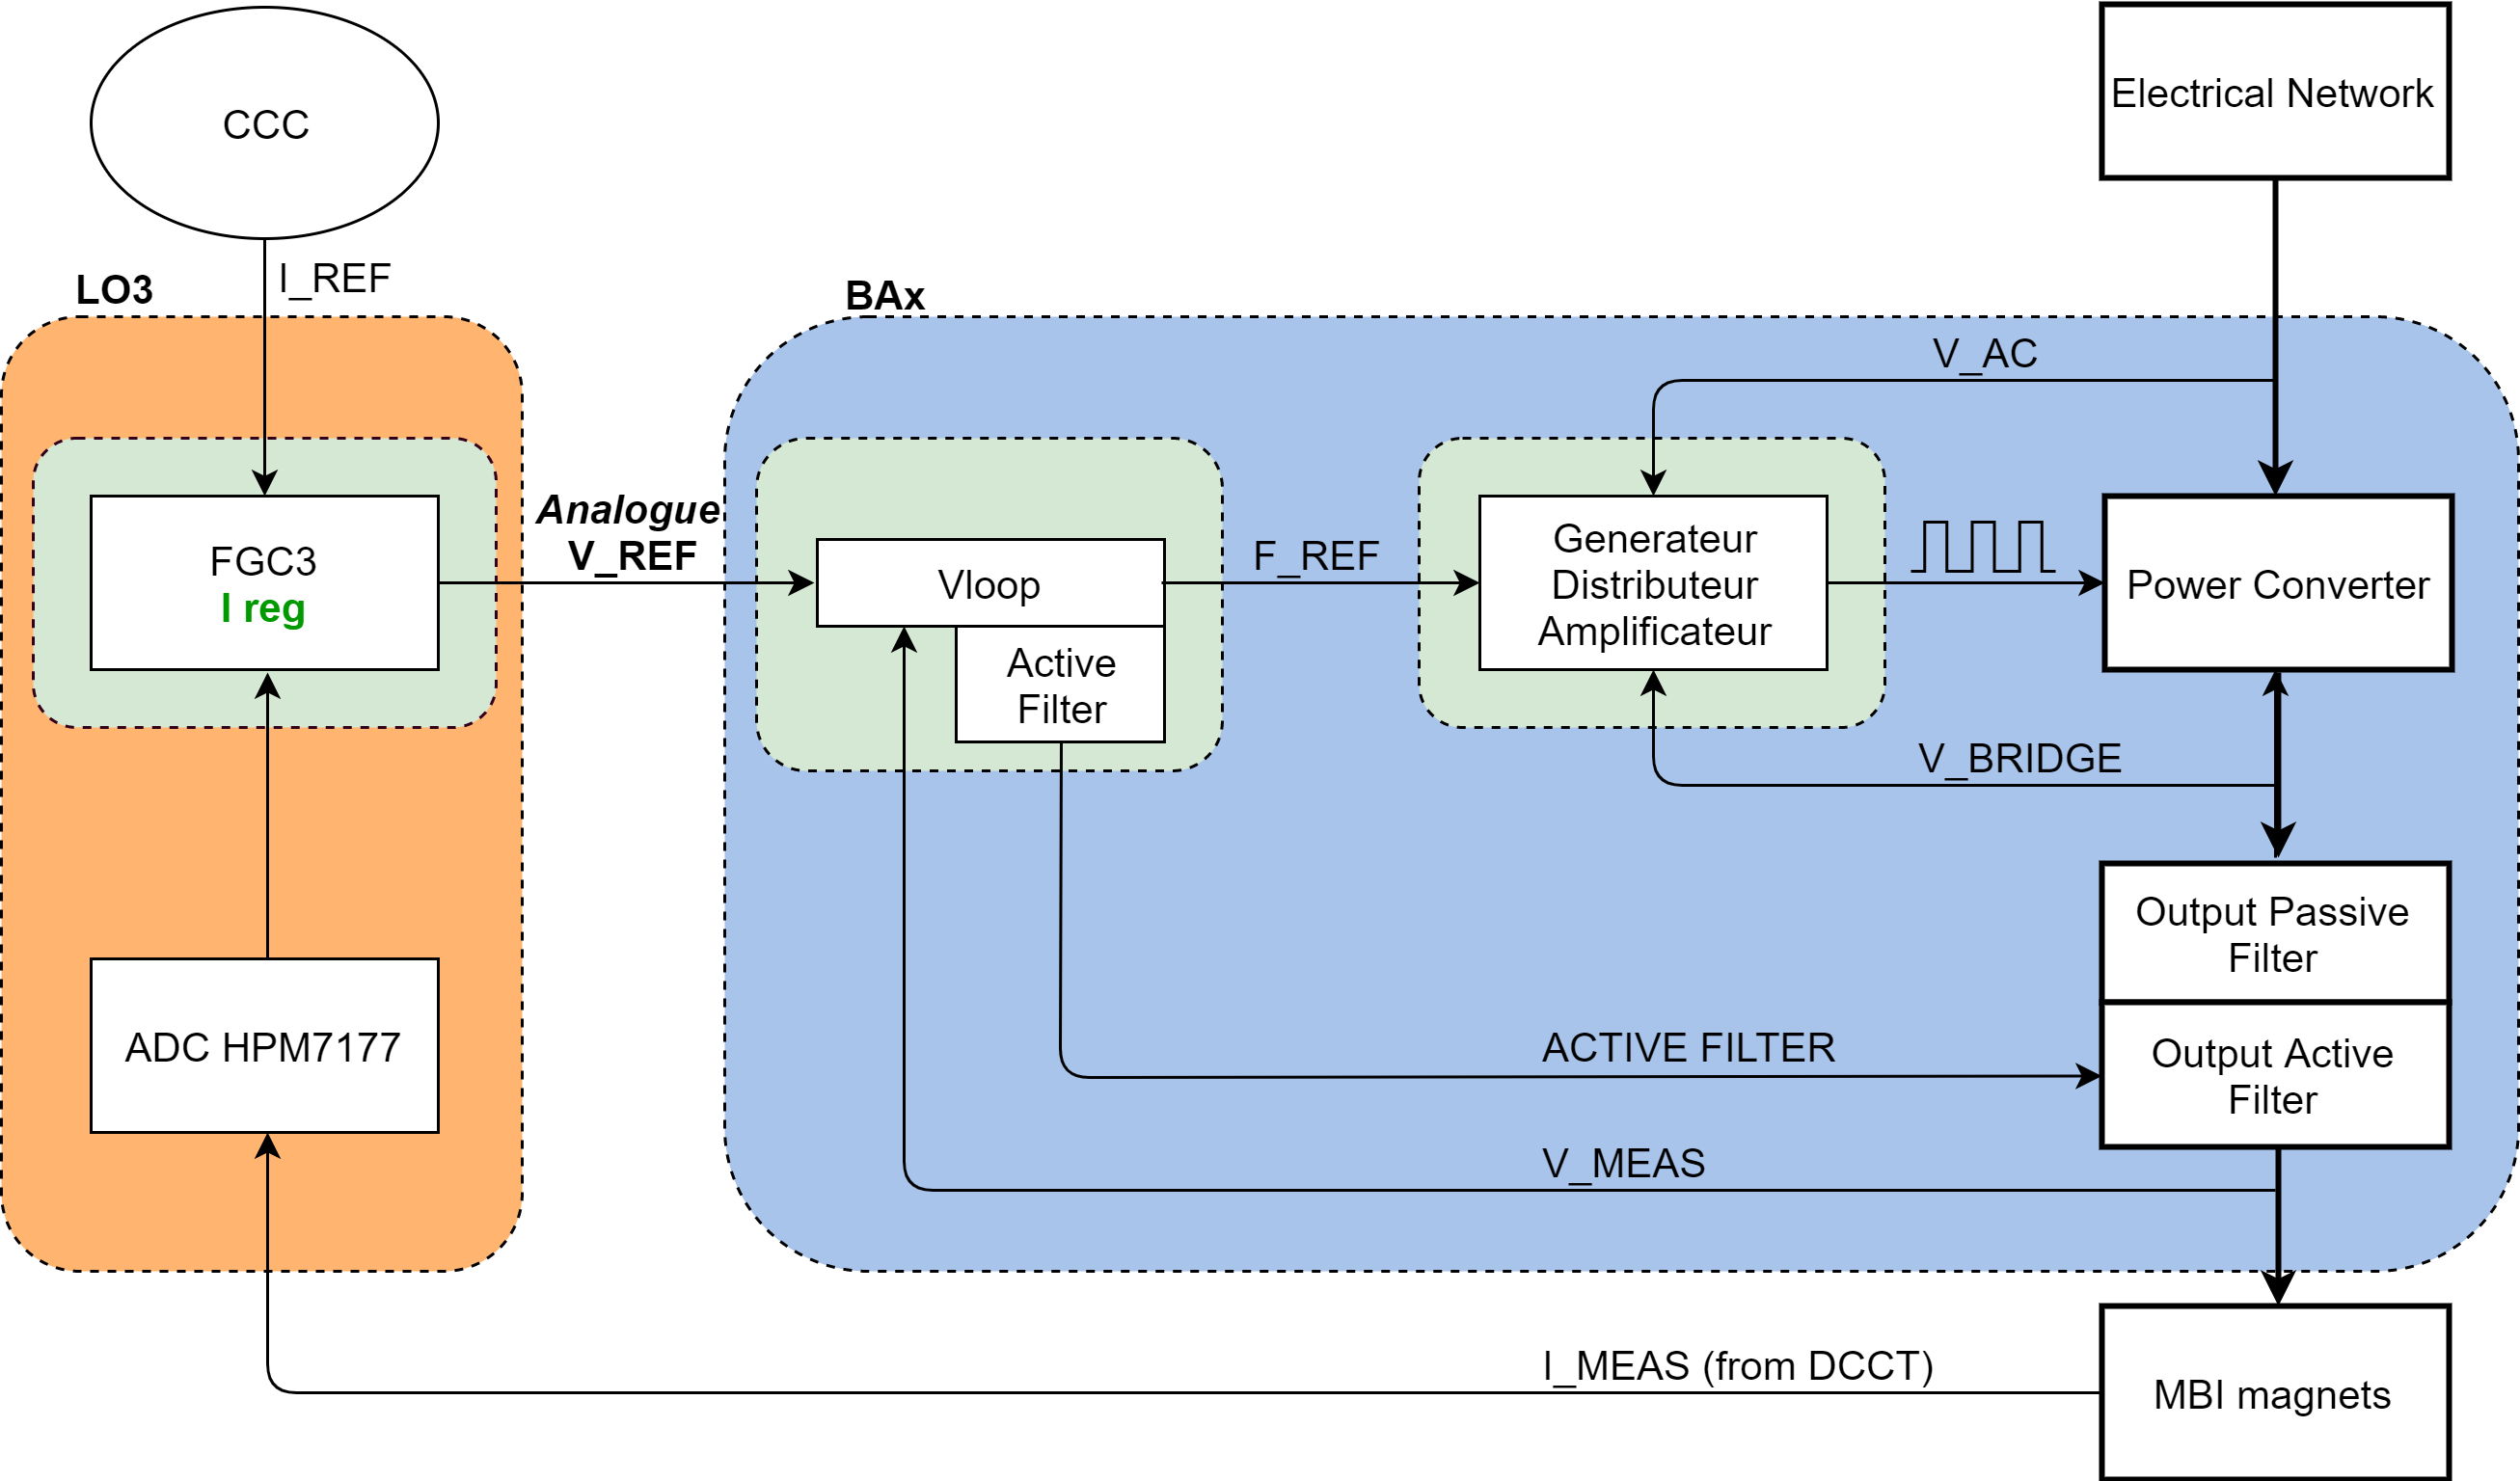 CCC
Electrical Network
I_REF
LO3
BAx
V_AC
Analogue
V_REF
FGC3
I reg
Vloop
Active
Filter
F_REF
Generateur
Distributeur
Amplificateur
Power Converter
V_BRIDGE
Output Passive
Filter
ADC HPM7177
ACTIVE FILTER
Output Active
Filter
V_MEAS
I_MEAS (from DCCT)
MBI magnets